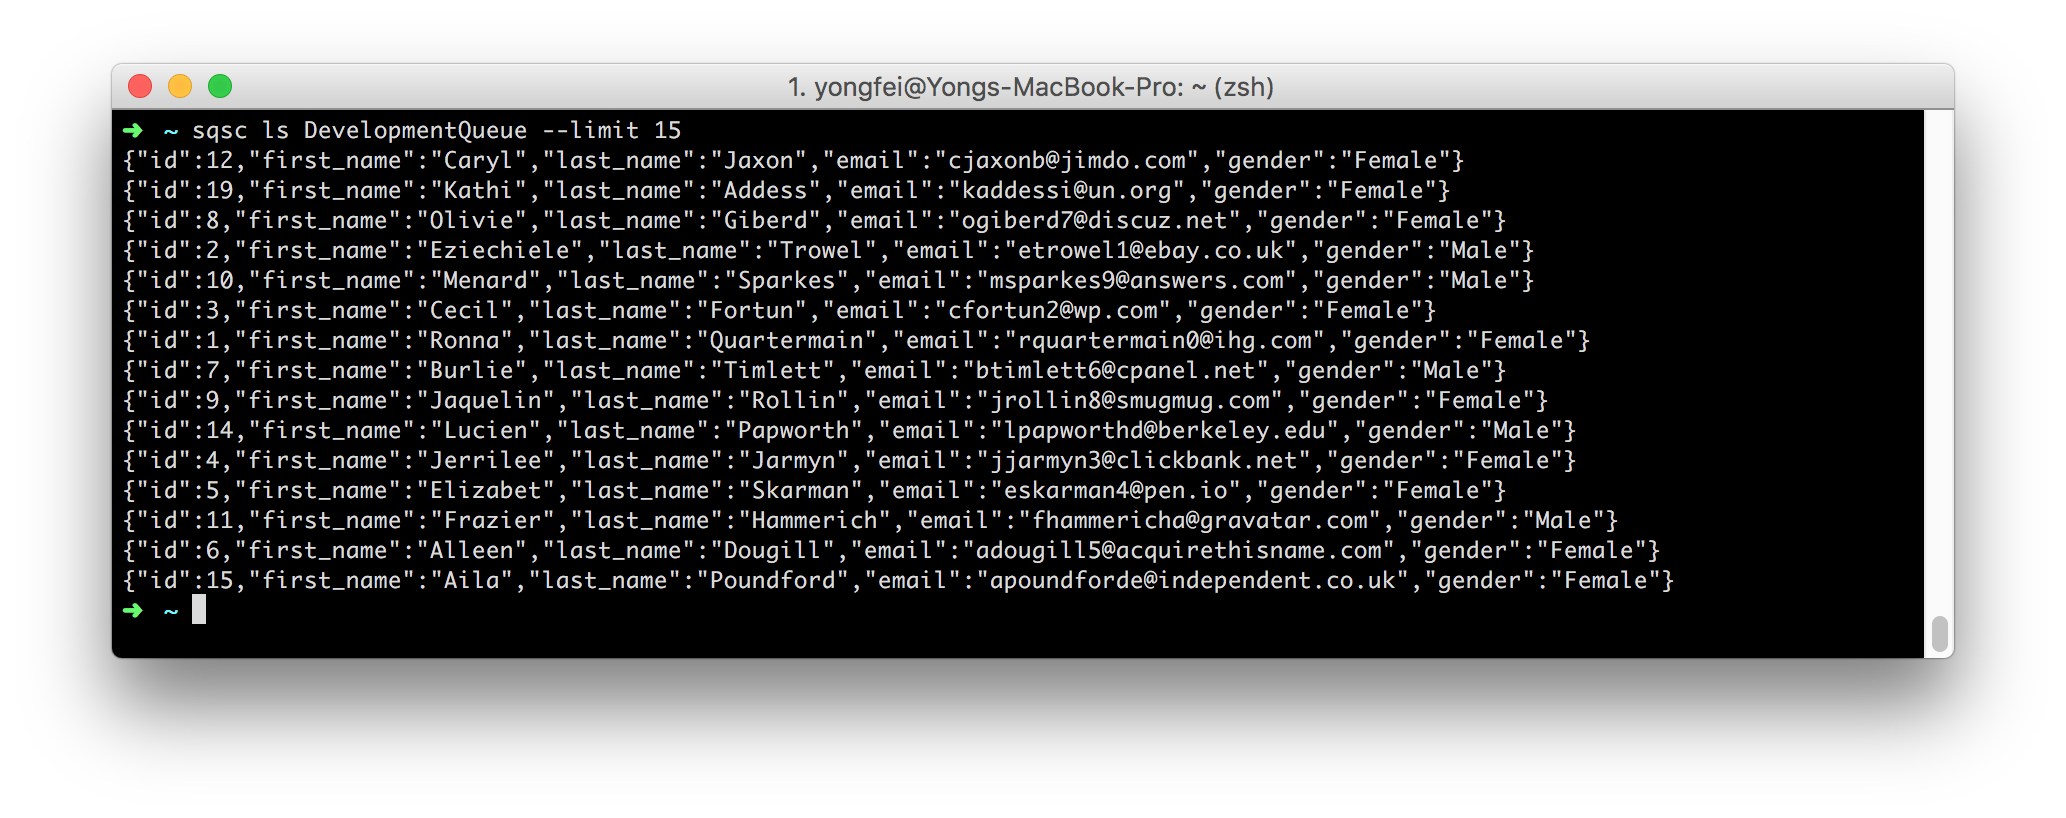 1. yongfei@Yongs-MacBook-Pro: ~ (zsh)
➜ ~ sqsc ls DevelopmentQueue --limit 15
{"id":12,"first_name":"Caryl","last_name":"Jaxon","email":"cjaxonb@jimdo.com","gender":"Female"}
{"id":19,"first_name":"Kathi","last_name":"Addess","email":"kaddessi@un.org","gender":"Female"}
{"id":8,"first_name":"Olivie","last_name":"Giberd","email":"ogiberd7@discuz.net","gender":"Female"}
{"id":2,"first_name":"Eziechiele","last_name":"Trowel","email":"etrowel1@ebay.co.uk","gender":"Male"}
{"id":10,"first_name":"Menard","last_name":"Sparkes","email":"msparkes9@answers.com","gender":"Male"}
{"id":3,"first_name":"Cecil","last_name":"Fortun","email":"cfortun2@wp.com","gender":"Female"}
{"id":1,"first_name":"Ronna","last_name":"Quartermain","email":"rquartermain0@ihg.com","gender":"Female"}
{"id":7,"first_name":"Burlie","last_name":"Timlett","email":"btimlett6@cpanel.net","gender":"Male"}
{"id":9,"first_name":"Jaquelin","last_name":"Rollin","email":"jrollin8@smugmug.com","gender":"Female"}
{"id":14,"first_name":"Lucien","last_name":"Papworth","email":"lpapworthd@berkeley.edu","gender":"Male"}
{"id":4,"first_name":"Jerrilee","last_name":"Jarmyn","email":"jjarmyn3@clickbank.net","gender":"Female"}
{"id":5,"first_name":"Elizabet","last_name":"Skarman","email":"eskarman4@pen.io","gender":"Female"}
{"id":11,"first_name":"Frazier","last_name":"Hammerich","email":"fhammericha@gravatar.com","gender":"Male"}
{"id":6,"first_name":"Alleen","last_name":"Dougill","email":"adougill5@acquirethisname.com","gender":"Female"}
{"id":15,"first_name":"Aila","last_name":"Poundford","email":"apoundforde@independent.co.uk","gender":"Female"}
➜ ~